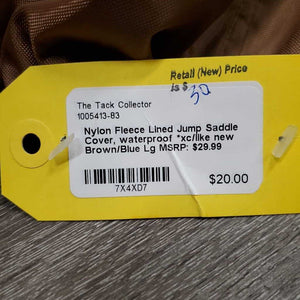 Retail (New) Price
is $ 30
The Tack Collector
1005413-83
Nylon Fleece Lined Jump Saddle
Cover, waterproof *xc/like new
Brown/Blue Lg MSRP: $29.99
7X4XD7
$20.00